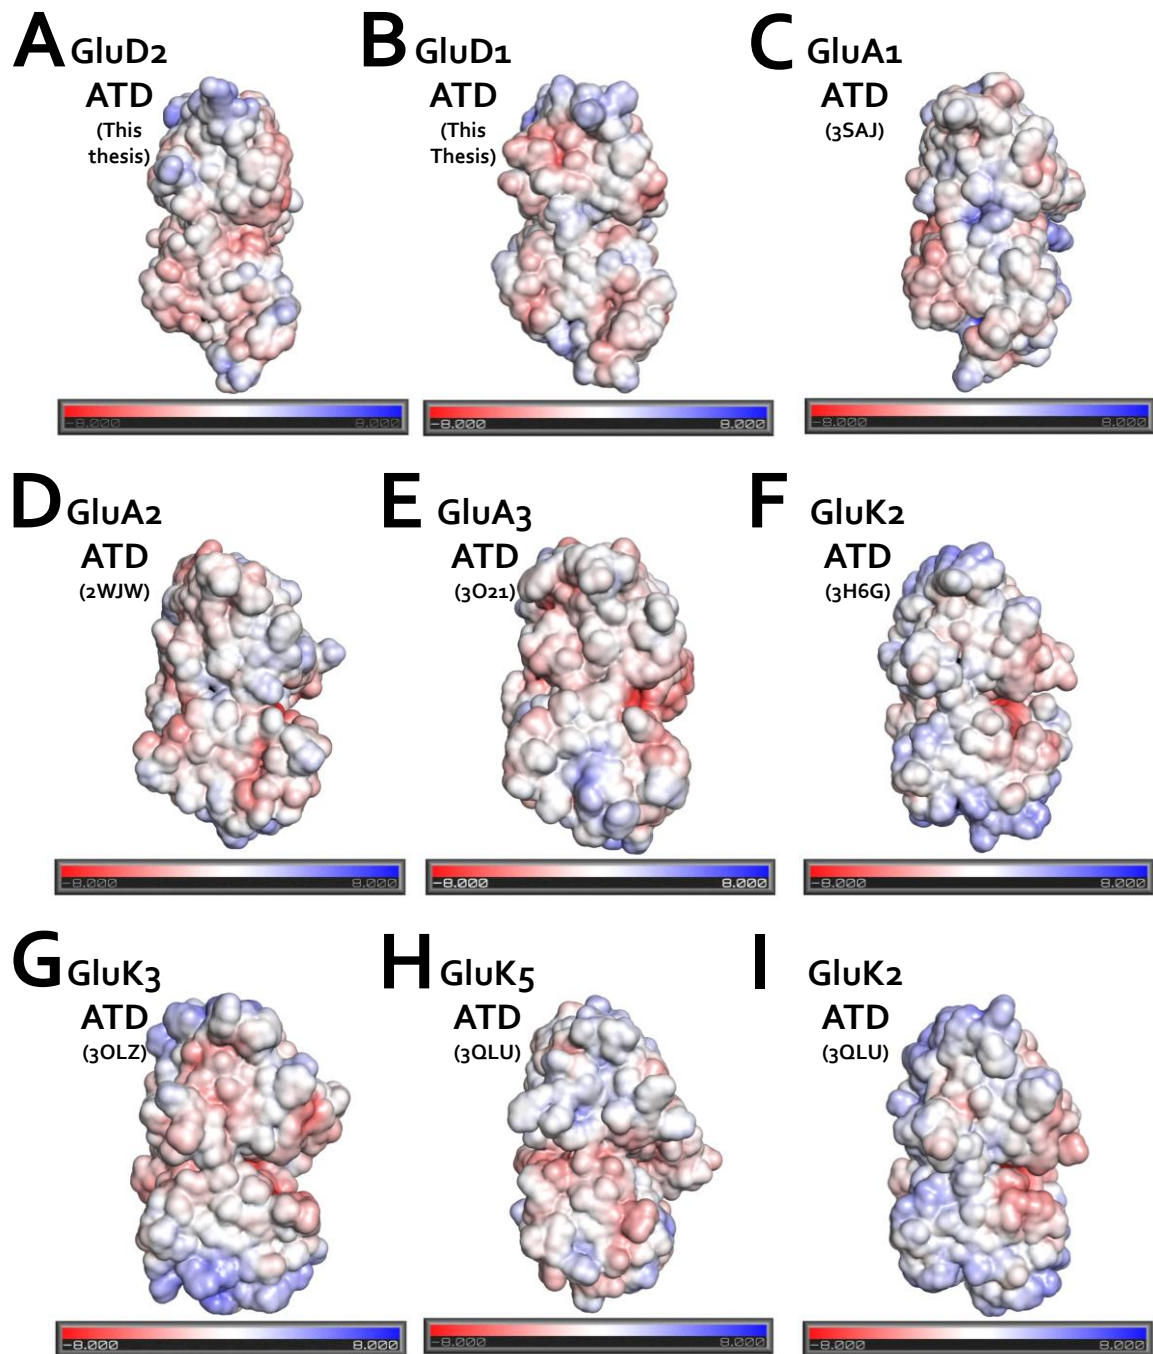 A GluD2
ATD
(This
thesis)
B GluD1
ATD
(This
Thesis)
C GluA1
ATD
(3SAJ)
-8.000 8.000
-8.000 8.000
-8.000 8.000
D GluA2
ATD
(2WJW)
E GluA3
ATD
(3O21)
F GluK2
ATD
(3H6G)
-8.000 8.000
-8.000 8.000
-8.000 8.000
G GluK3
ATD
(3OLZ)
H GluK5
ATD
(3QLU)
I GluK2
ATD
(3QLU)
-8.000 8.000
-8.000 8.000
-8.000 8.000